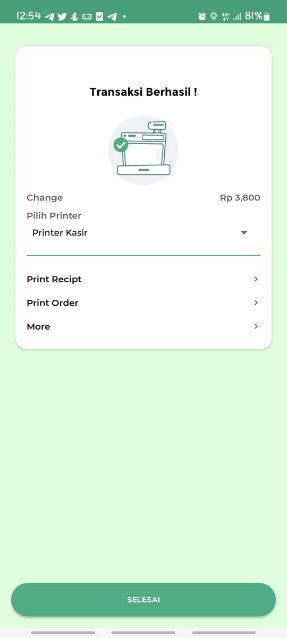 12:54 81%
Transaksi Berhasil !
Change Rp 3,800
Pilih Printer
Printer Kasir
Print Recipt
Print Order
More
SELESAI